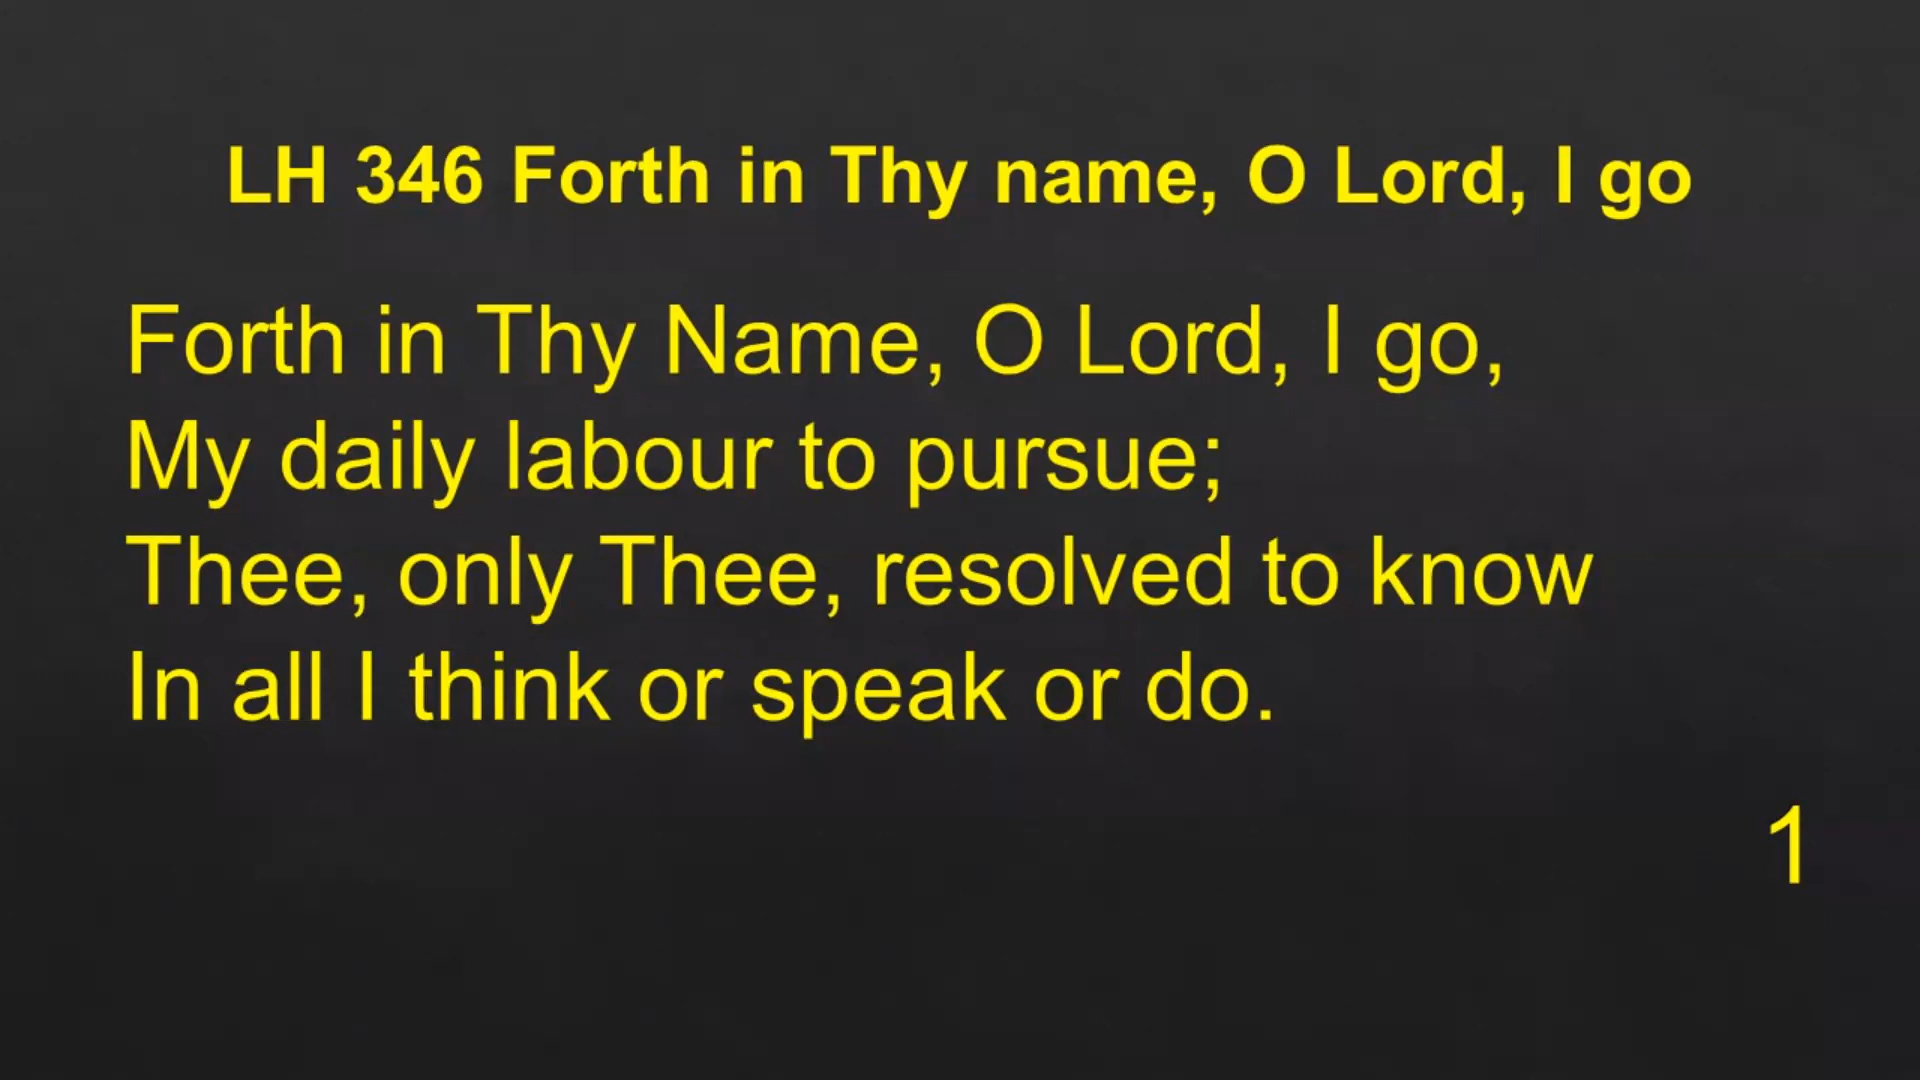 LH 346 Forth in Thy name, O Lord, I go
Forth in Thy Name, O Lord, I go,
My daily labour to pursue;
Thee, only Thee, resolved to know
In all I think or speak or do.
1